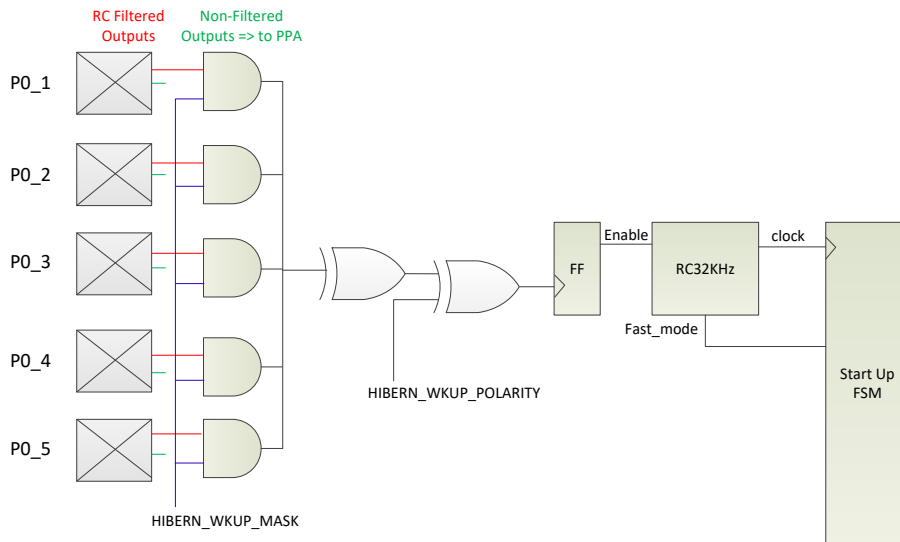 RC Filtered
Outputs
Non-Filtered
Outputs => to PPA
P0_1
P0_2
P0_3
P0_4
P0_5
HIBERN_WKUP_MASK
HIBERN_WKUP_POLARITY
FF
Enable
RC32KHz
clock
Fast_mode
Start Up
FSM